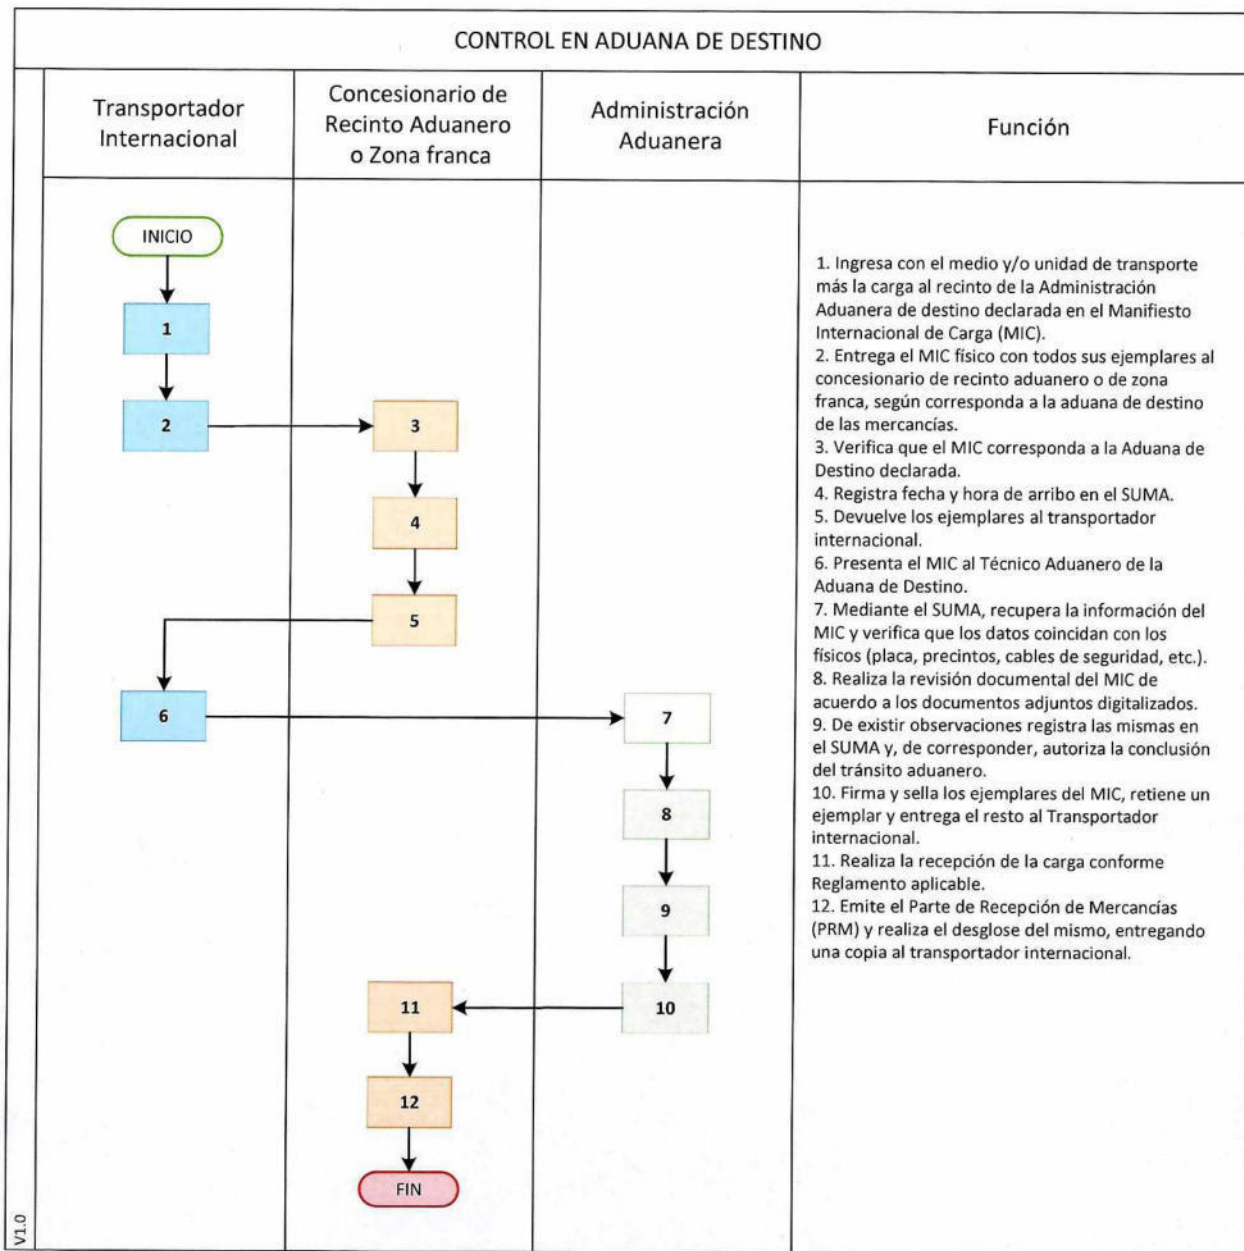 CONTROL EN ADUANA DE DESTINO
Transportador
Internacional
Concesionario de
Recinto Aduanero
o Zona franca
Administración
Aduanera
Función
INICIO
1
2
3
4
5
6
7
8
9
10
11
12
FIN
1. Ingresa con el medio y/o unidad de transporte
más la carga al recinto de la Administración
Aduanera de destino declarada en el Manifiesto
Internacional de Carga (MIC).
2. Entrega el MIC físico con todos sus ejemplares al
concesionario de recinto aduanero o de zona
franca, según corresponda a la aduana de destino
de las mercancías.
3. Verifica que el MIC corresponda a la Aduana de
Destino declarada.
4. Registra fecha y hora de arribo en el SUMA.
5. Devuelve los ejemplares al transportador
internacional.
6. Presenta el MIC al Técnico Aduanero de la
Aduana de Destino.
7. Mediante el SUMA, recupera la información del
MIC y verifica que los datos coincidan con los
físicos (placa, precintos, cables de seguridad, etc.).
8. Realiza la revisión documental del MIC de
acuerdo a los documentos adjuntos digitalizados.
9. De existir observaciones registra las mismas en
el SUMA y, de corresponder, autoriza la conclusión
del tránsito aduanero.
10. Firma y sella los ejemplares del MIC, retiene un
ejemplar y entrega el resto al Transportador
internacional.
11. Realiza la recepción de la carga conforme
Reglamento aplicable.
12. Emite el Parte de Recepción de Mercancías
(PRM) y realiza el desglose del mismo, entregando
una copia al transportador internacional.
V1.0